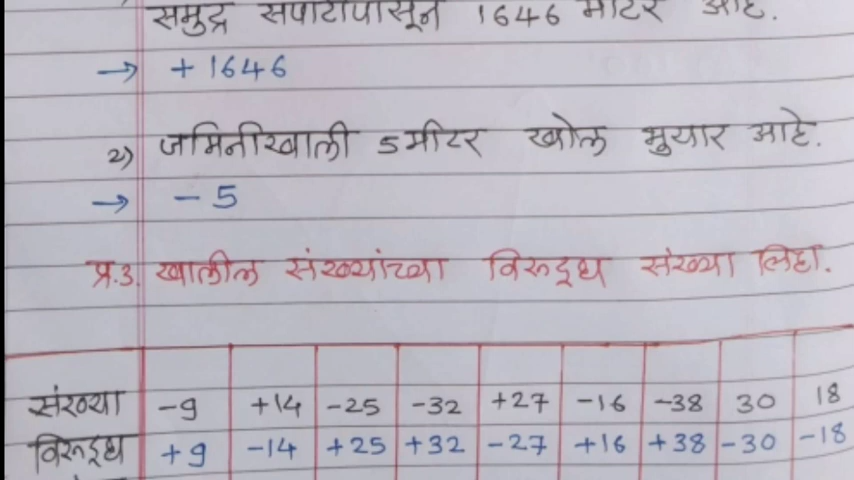 समुद्र सपाटीपासून 1646 मीटर आहे.
→ +1646
2) जमिनीखाली 5 मीटर खोल भुयार आहे.
→ -5
प्र.3. खालील संख्यांच्या विरूद्ध संख्या लिहा.
संख्या -9 +14 -25 -32 +27 -16 -38 30 18
विरूद्ध +9 -14 +25 +32 -27 +16 +38 -30 -18